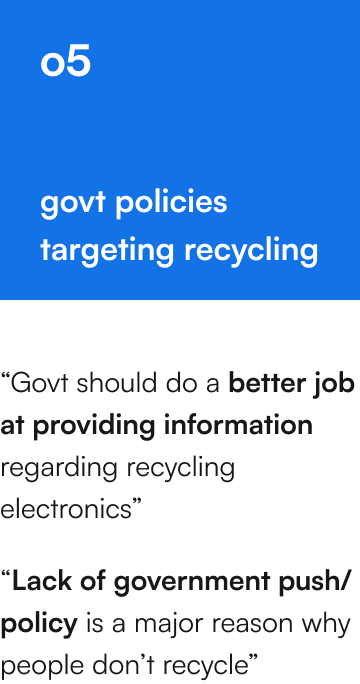 o5
govt policies
targeting recycling
“Govt should do a better job
at providing information
regarding recycling
electronics”
“Lack of government push/
policy is a major reason why
people don’t recycle”